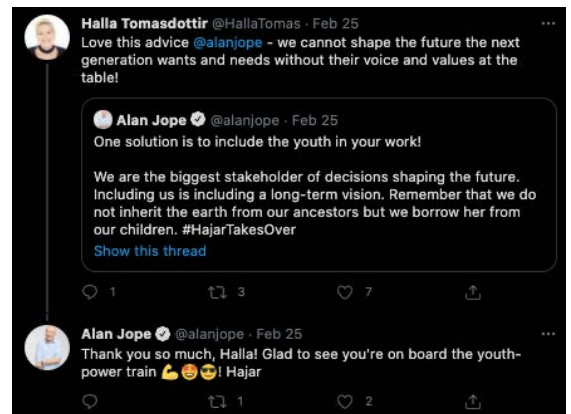 Halla Tomasdottir @HallaTomas · Feb 25
Love this advice @alanjope - we cannot shape the future the next
generation wants and needs without their voice and values at the
table!
Alan Jope @alanjope · Feb 25
One solution is to include the youth in your work!
We are the biggest stakeholder of decisions shaping the future.
Including us is including a long-term vision. Remember that we do
not inherit the earth from our ancestors but we borrow her from
our children. #HajarTakesOver
Show this thread
1 3 7
Alan Jope @alanjope · Feb 25
Thank you so much, Halla! Glad to see you're on board the youth-
power train 💪🤩😎! Hajar
1 2